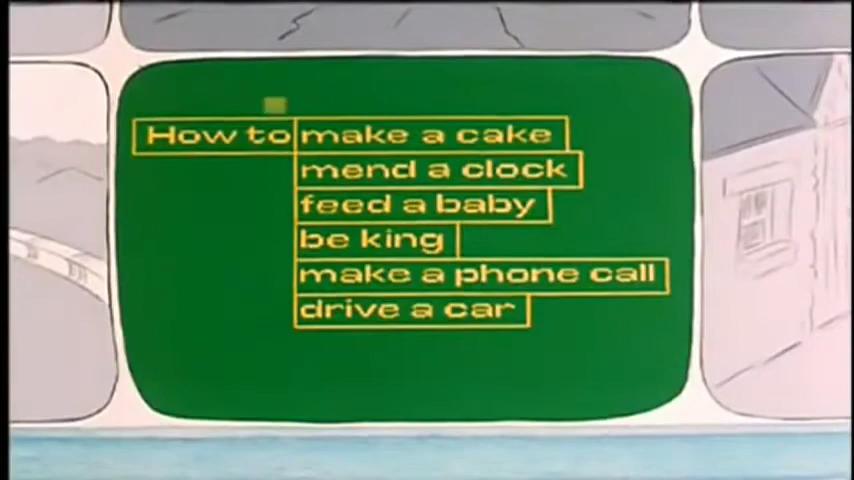 How to make a cake
mend a clock
feed a baby
be king
make a phone call
drive a car